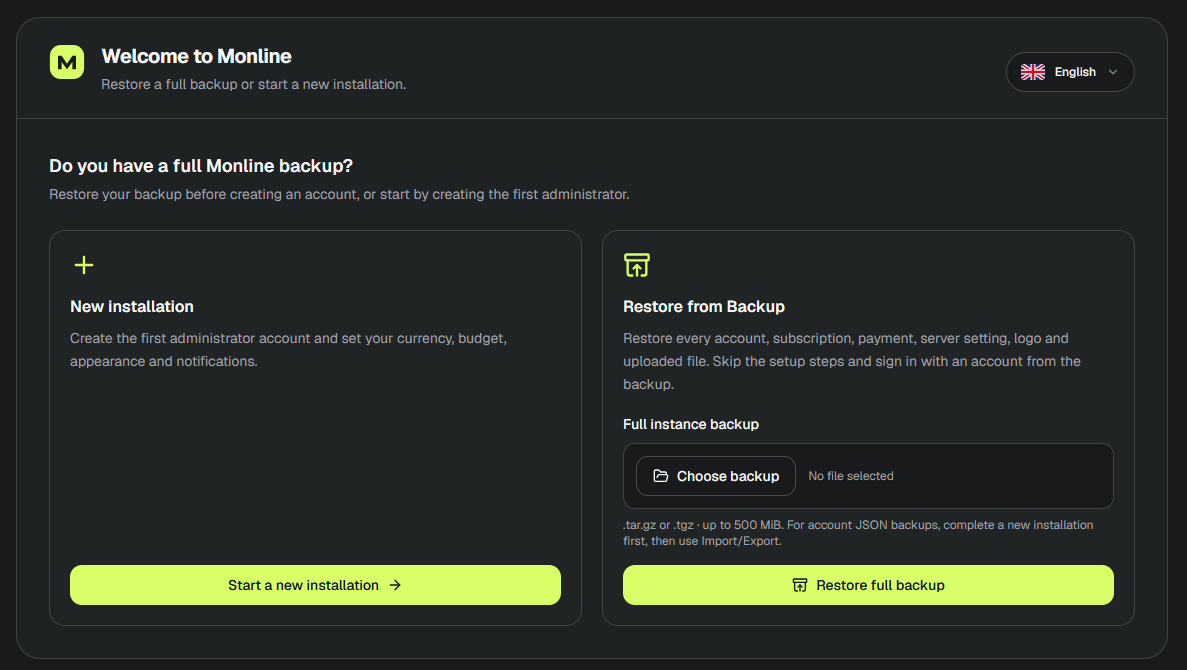 M
Welcome to Monline
Restore a full backup or start a new installation.
English
Do you have a full Monline backup?
Restore your backup before creating an account, or start by creating the first administrator.
New installation
Create the first administrator account and set your currency, budget,
appearance and notifications.
Start a new installation →
Restore from Backup
Restore every account, subscription, payment, server setting, logo and
uploaded file. Skip the setup steps and sign in with an account from the
backup.
Full instance backup
Choose backup
No file selected
.tar.gz or .tgz · up to 500 MiB. For account JSON backups, complete a new installation
first, then use Import/Export.
Restore full backup